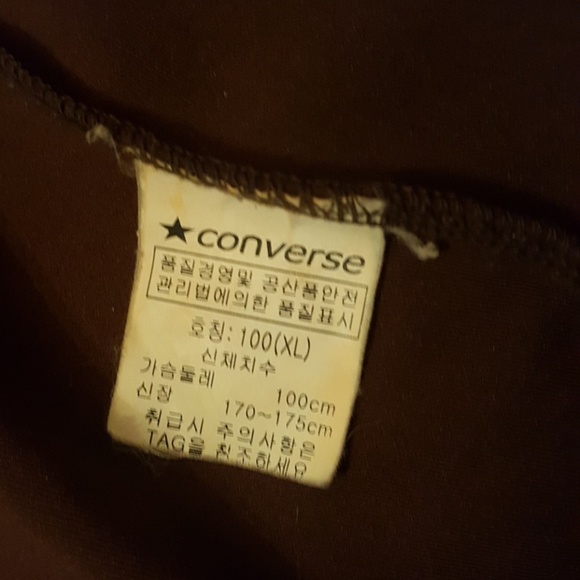 ★converse
품질경영및 공산품안전
관리법에의한 품질표시
호칭: 100(XL)
신체치수
가슴둘레 100cm
신장 170~175cm
취급시 주의사항은
TAG을 참조하세요